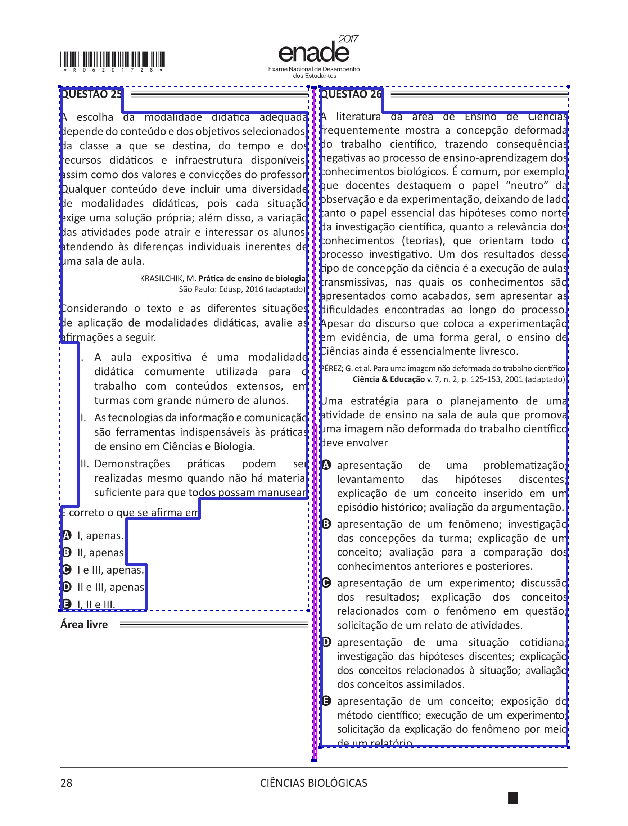 *R0620172B*
enade 2017
Exame Nacional de Desempenho
dos Estudantes
QUESTÃO 25
A escolha da modalidade didática adequada
depende do conteúdo e dos objetivos selecionados,
da classe a que se destina, do tempo e dos
recursos didáticos e infraestrutura disponíveis,
assim como dos valores e convicções do professor.
Qualquer conteúdo deve incluir uma diversidade
de modalidades didáticas, pois cada situação
exige uma solução própria; além disso, a variação
das atividades pode atrair e interessar os alunos,
atendendo às diferenças individuais inerentes de
uma sala de aula.
KRASILCHIK, M. Prática de ensino de biologia.
São Paulo: Edusp, 2016 (adaptado).
Considerando o texto e as diferentes situações
de aplicação de modalidades didáticas, avalie as
afirmações a seguir.
I. A aula expositiva é uma modalidade
didática comumente utilizada para o
trabalho com conteúdos extensos, em
turmas com grande número de alunos.
II. As tecnologias da informação e comunicação
são ferramentas indispensáveis às práticas
de ensino em Ciências e Biologia.
III. Demonstrações práticas podem ser
realizadas mesmo quando não há material
suficiente para que todos possam manusear.
É correto o que se afirma em
A I, apenas.
B II, apenas.
C I e III, apenas.
D II e III, apenas.
E I, II e III.
Área livre
QUESTÃO 26
A literatura da área de Ensino de Ciências
frequentemente mostra a concepção deformada
do trabalho científico, trazendo consequências
negativas ao processo de ensino-aprendizagem dos
conhecimentos biológicos. É comum, por exemplo,
que docentes destaquem o papel “neutro” da
observação e da experimentação, deixando de lado
tanto o papel essencial das hipóteses como norte
da investigação científica, quanto a relevância dos
conhecimentos (teorias), que orientam todo o
processo investigativo. Um dos resultados desse
tipo de concepção da ciência é a execução de aulas
transmissivas, nas quais os conhecimentos são
apresentados como acabados, sem apresentar as
dificuldades encontradas ao longo do processo.
Apesar do discurso que coloca a experimentação
em evidência, de uma forma geral, o ensino de
Ciências ainda é essencialmente livresco.
PÉREZ; G. et al. Para uma imagem não deformada do trabalho científico.
Ciência & Educação v. 7, n. 2, p. 125-153, 2001 (adaptado).
Uma estratégia para o planejamento de uma
atividade de ensino na sala de aula que promova
uma imagem não deformada do trabalho científico
deve envolver
A apresentação de uma problematização;
levantamento das hipóteses discentes;
explicação de um conceito inserido em um
episódio histórico; avaliação da argumentação.
B apresentação de um fenômeno; investigação
das concepções da turma; explicação de um
conceito; avaliação para a comparação dos
conhecimentos anteriores e posteriores.
C apresentação de um experimento; discussão
dos resultados; explicação dos conceitos
relacionados com o fenômeno em questão;
solicitação de um relato de atividades.
D apresentação de uma situação cotidiana;
investigação das hipóteses discentes; explicação
dos conceitos relacionados à situação; avaliação
dos conceitos assimilados.
E apresentação de um conceito; exposição do
método científico; execução de um experimento;
solicitação da explicação do fenômeno por meio
de um relatório.
28
CIÊNCIAS BIOLÓGICAS